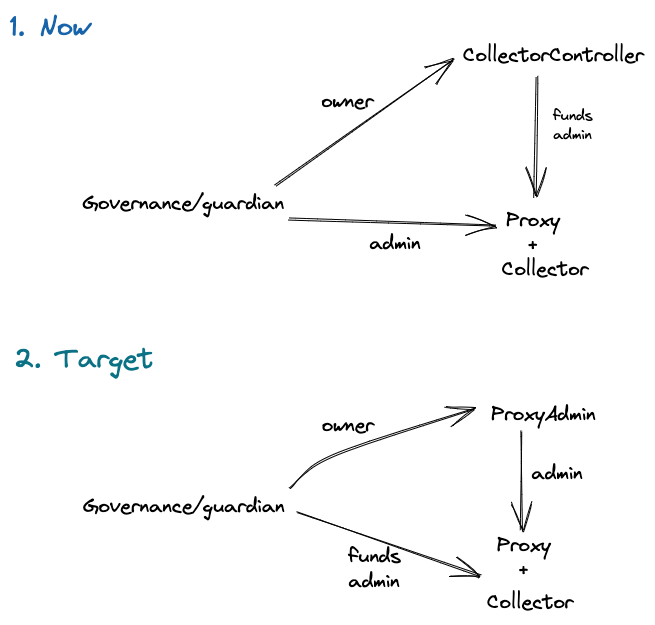 1. Now
CollectorController
owner
funds
admin
Governance/guardian
admin
Proxy
+
Collector
2. Target
owner
ProxyAdmin
admin
Governance/guardian
funds
admin
Proxy
+
Collector